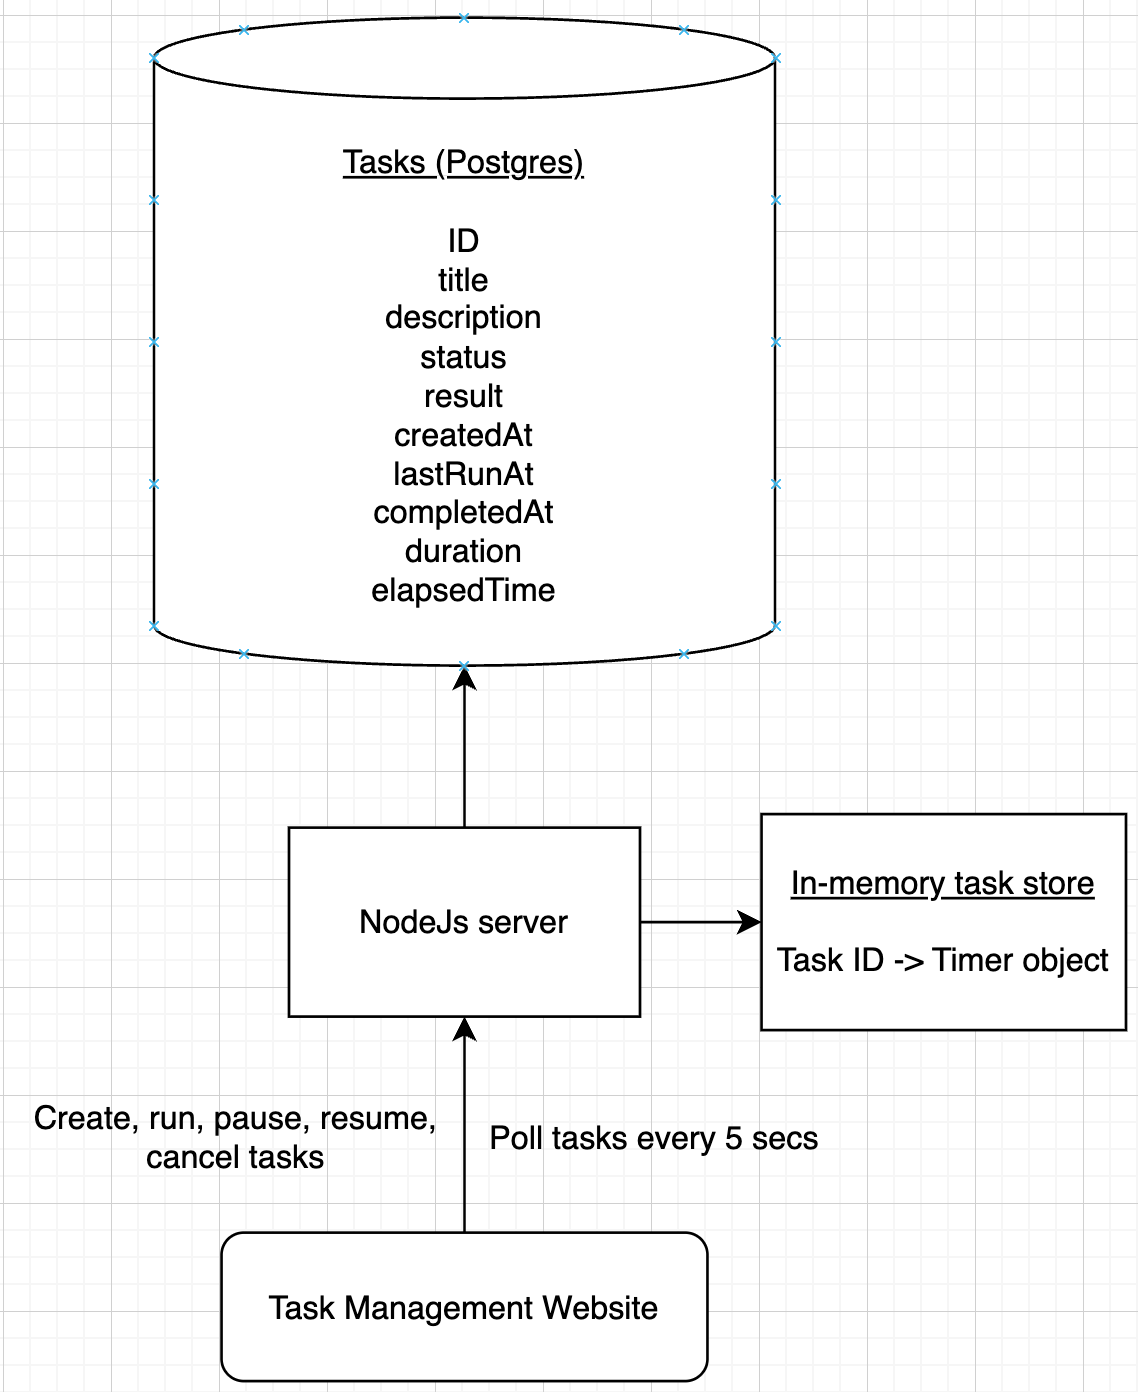 Tasks (Postgres)
ID
title
description
status
result
createdAt
lastRunAt
completedAt
duration
elapsedTime
NodeJs server
In-memory task store
Task ID -> Timer object
Create, run, pause, resume,
cancel tasks
Poll tasks every 5 secs
Task Management Website